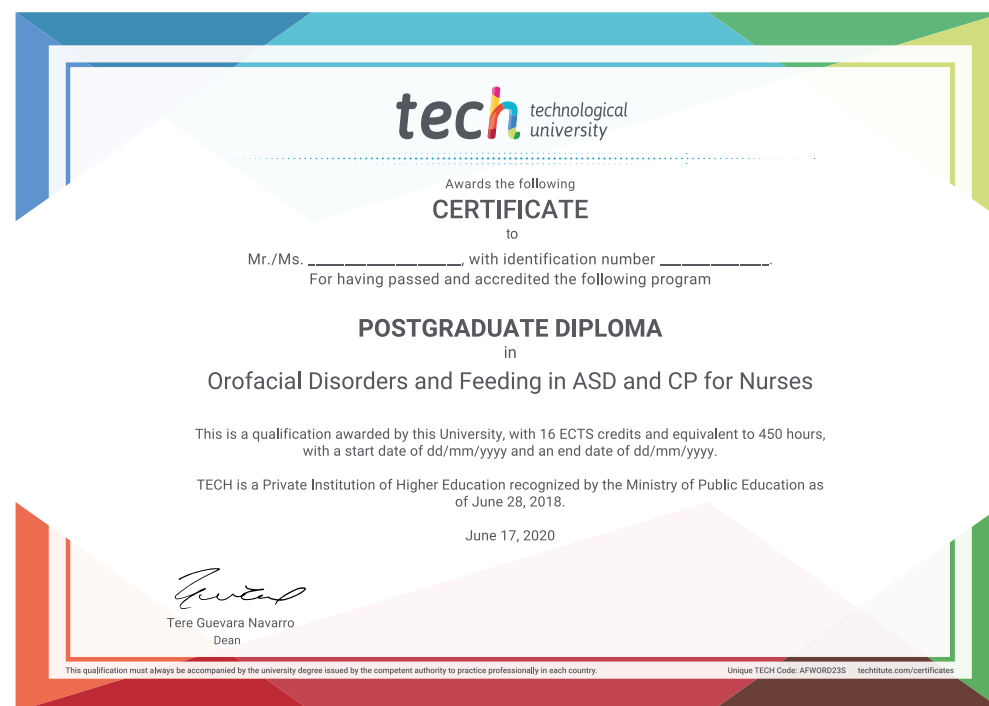 tech technological
university
Awards the following
CERTIFICATE
to
Mr./Ms. ____________________, with identification number ______________.
For having passed and accredited the following program
POSTGRADUATE DIPLOMA
in
Orofacial Disorders and Feeding in ASD and CP for Nurses
This is a qualification awarded by this University, with 16 ECTS credits and equivalent to 450 hours,
with a start date of dd/mm/yyyy and an end date of dd/mm/yyyy.
TECH is a Private Institution of Higher Education recognized by the Ministry of Public Education as
of June 28, 2018.
June 17, 2020
Tere Guevara Navarro
Dean
This qualification must always be accompanied by the university degree issued by the competent authority to practice professionally in each country.
Unique TECH Code: AFWORD23S techtitute.com/certificates